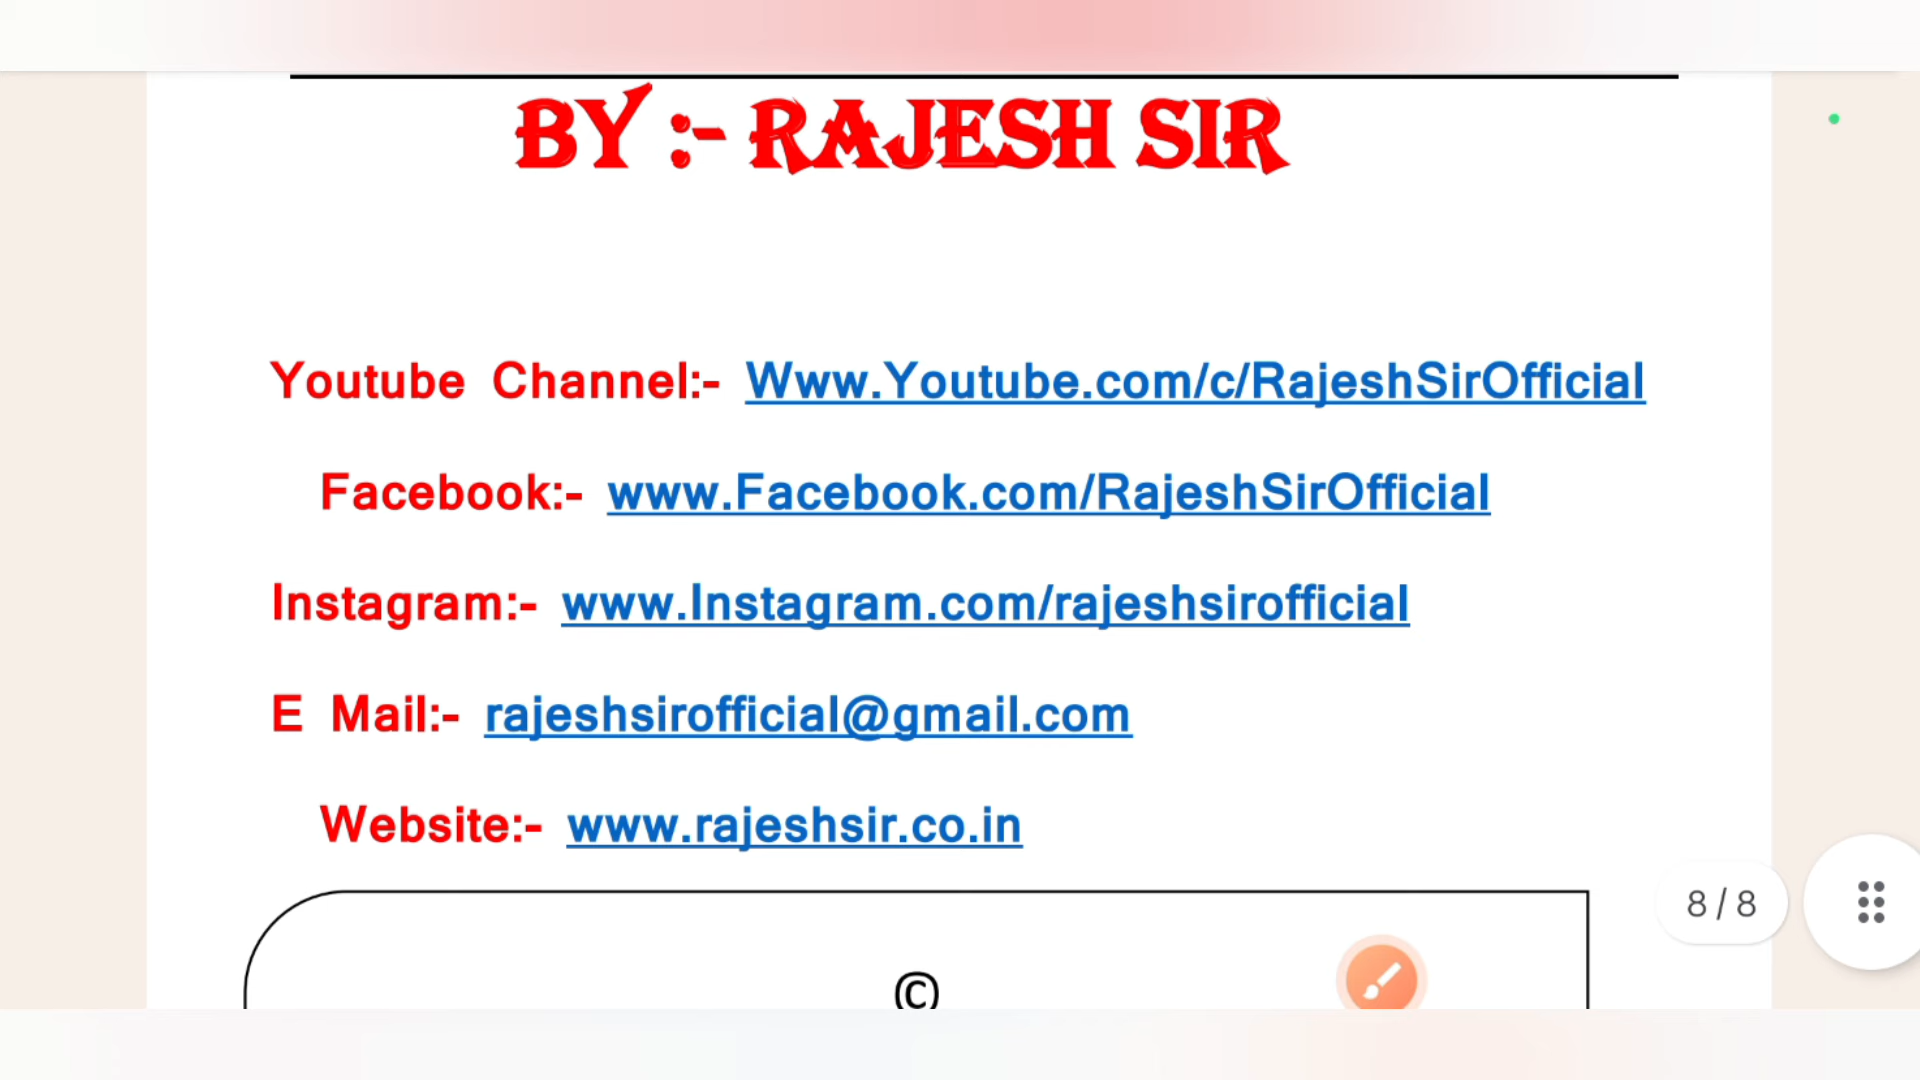 BY :- RAJESH SIR
Youtube Channel:- Www.Youtube.com/c/RajeshSirOfficial
Facebook:- www.Facebook.com/RajeshSirOfficial
Instagram:- www.Instagram.com/rajeshsirofficial
E Mail:- rajeshsirofficial@gmail.com
Website:- www.rajeshsir.co.in
8 / 8
©